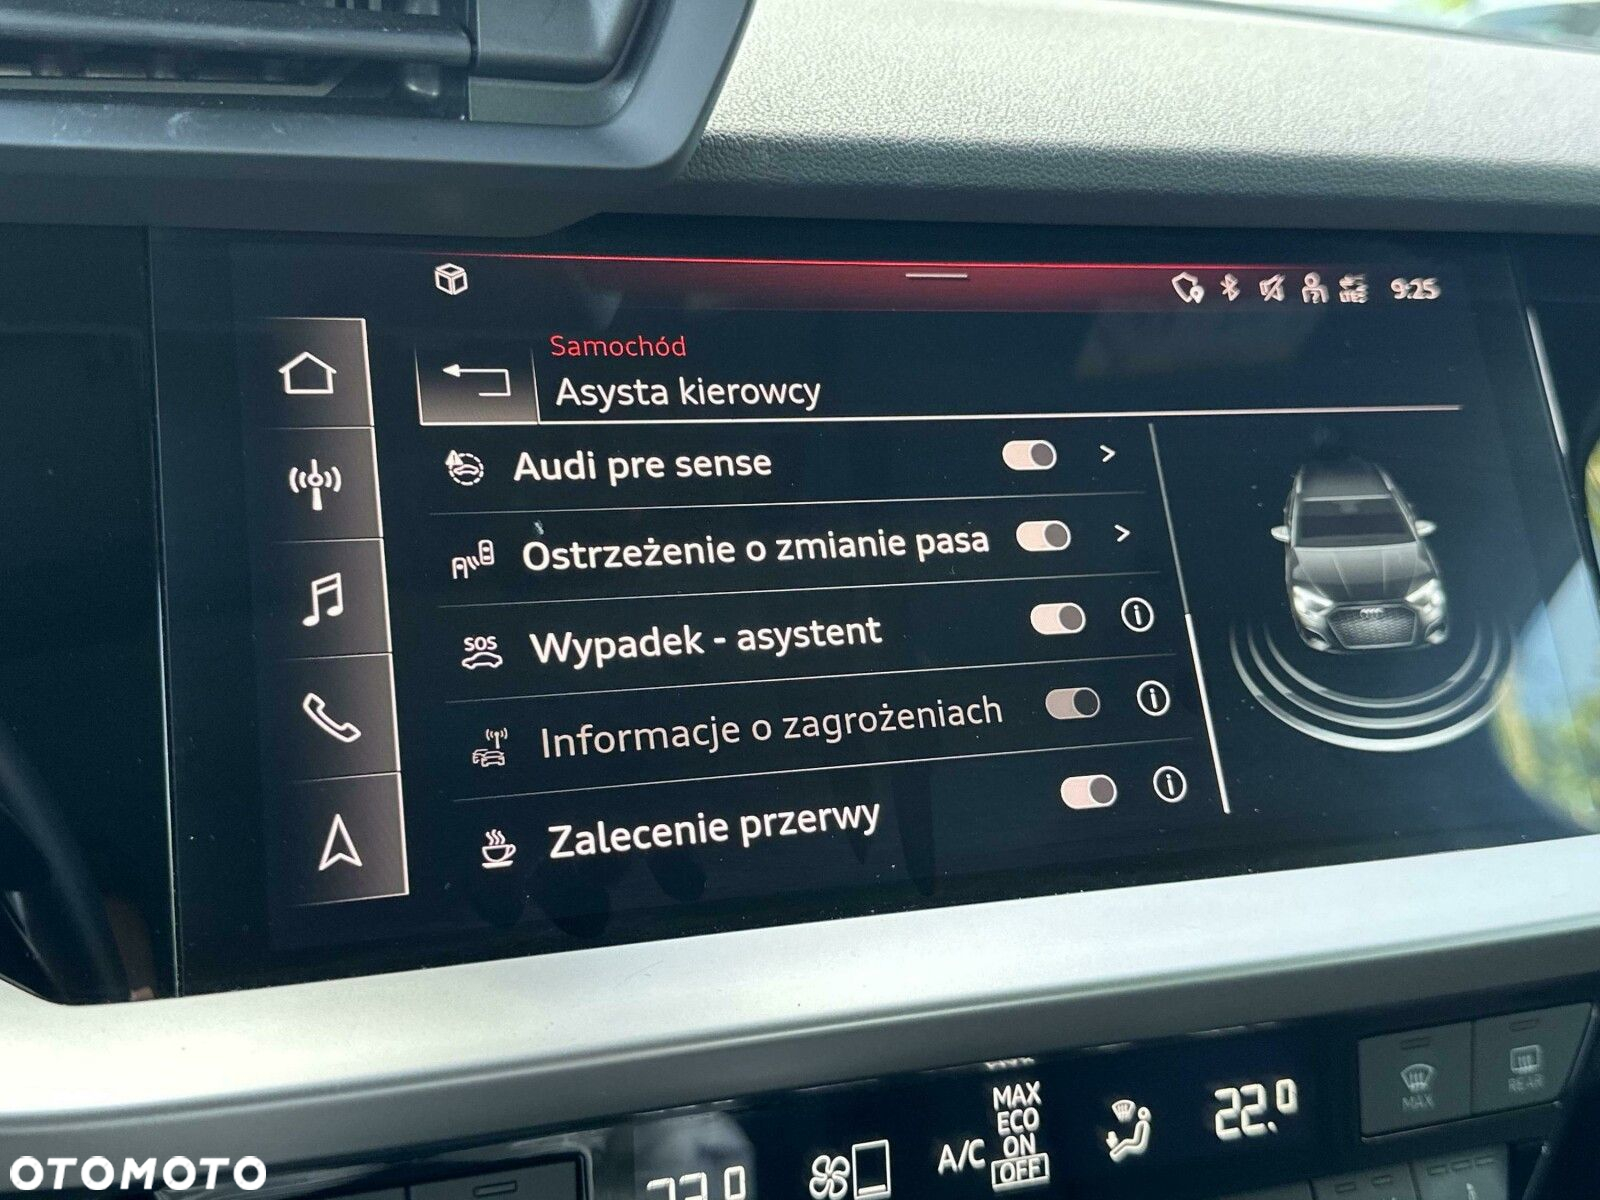 9:25
Samochód
Asysta kierowcy
Audi pre sense
Ostrzeżenie o zmianie pasa
SOS
Wypadek - asystent
Informacje o zagrożeniach
Zalecenie przerwy
MAX
ECO
A/C ON
OFF
22.0
MAX
REAR
OTOMOTO